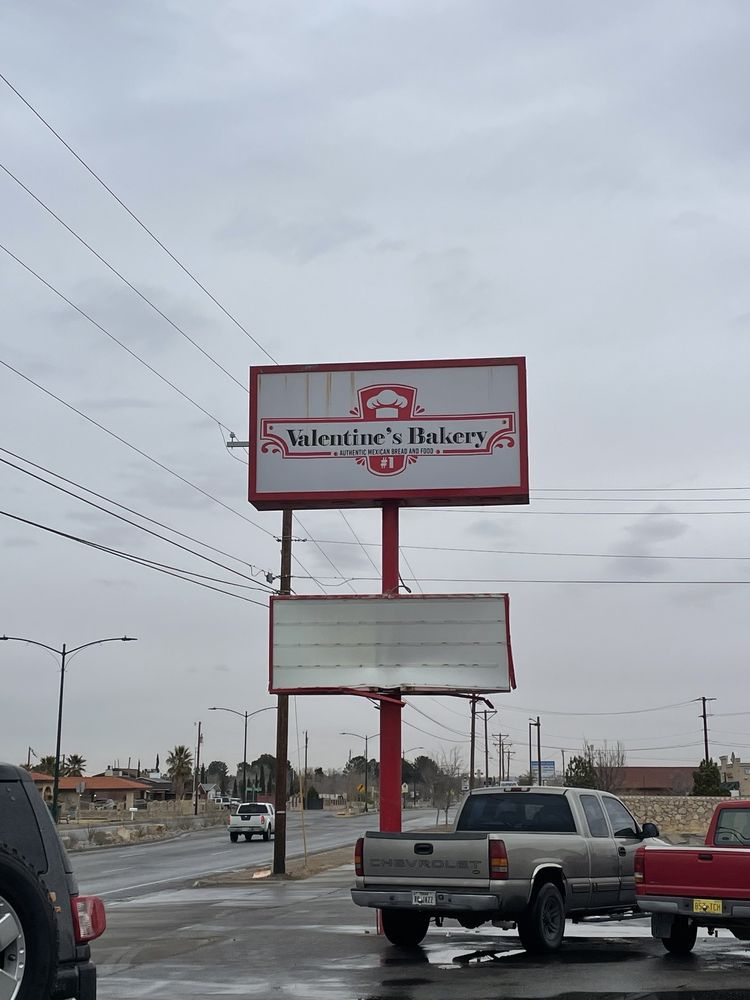 Valentine's Bakery
AUTHENTIC MEXICAN BREAD AND FOOD
#1
CHEVROLET